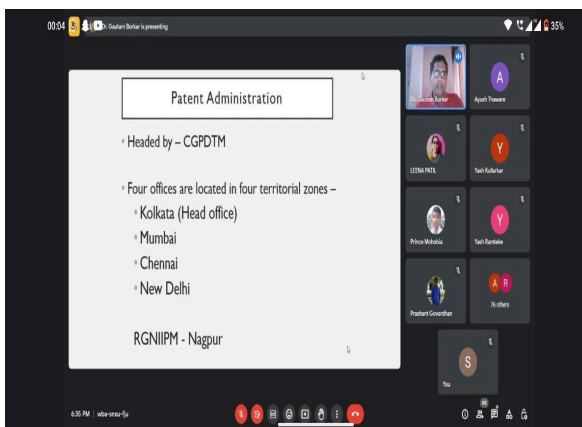 00:04
Dr. Gautam Borkar is presenting
35%
Patent Administration
• Headed by – CGPDTM
• Four offices are located in four territorial zones –
• Kolkata (Head office)
• Mumbai
• Chennai
• New Delhi
RGNIIPM - Nagpur
Dr. Gautam Borkar
A
Ayush Thaware
LEENA PATIL
Y
Yash Kullarkar
Prince Mohobia
Y
Yash Ramteke
Prashant Govardhan
A R
76 others
S
You
6:35 PM | wba-snxu-fju